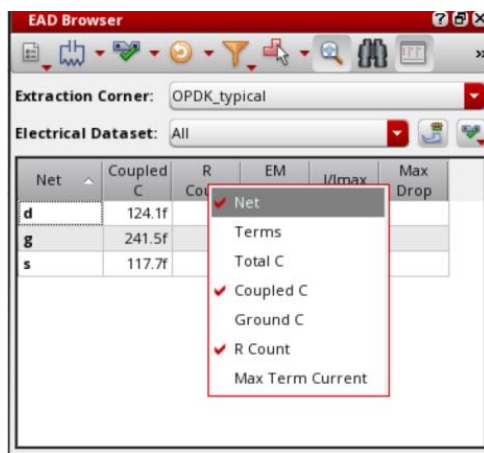 EAD Browser
»
Extraction Corner: OPDK_typical
Electrical Dataset: All
Net Coupled C R EM I/Imax Max Drop
d 124.1f
g 241.5f
s 117.7f
Net
Terms
Total C
Coupled C
Ground C
R Count
Max Term Current